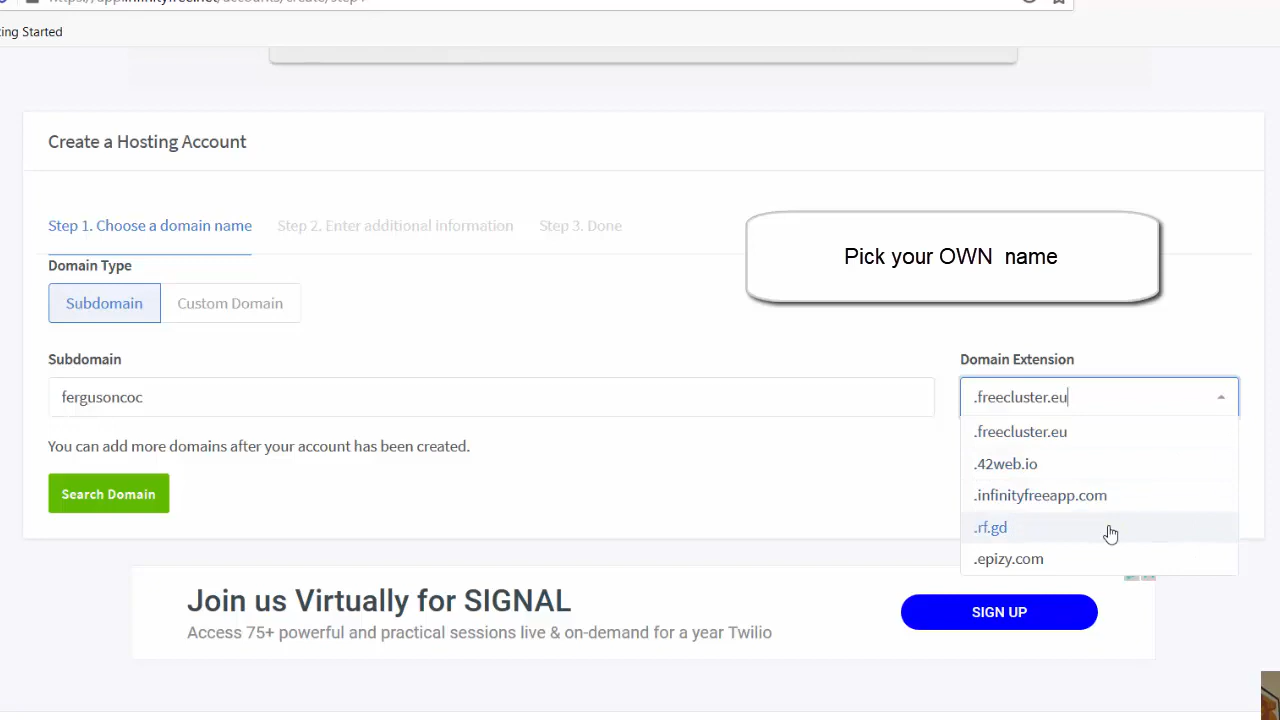 ing Started
Create a Hosting Account
Step 1. Choose a domain name Step 2. Enter additional information Step 3. Done
Pick your OWN name
Domain Type
Subdomain Custom Domain
Subdomain Domain Extension
fergusoncoc .freecluster.eu
.freecluster.eu
You can add more domains after your account has been created.
.42web.io
Search Domain .infinityfreeapp.com
.rf.gd
.epizy.com
Join us Virtually for SIGNAL
SIGN UP
Access 75+ powerful and practical sessions live & on-demand for a year Twilio